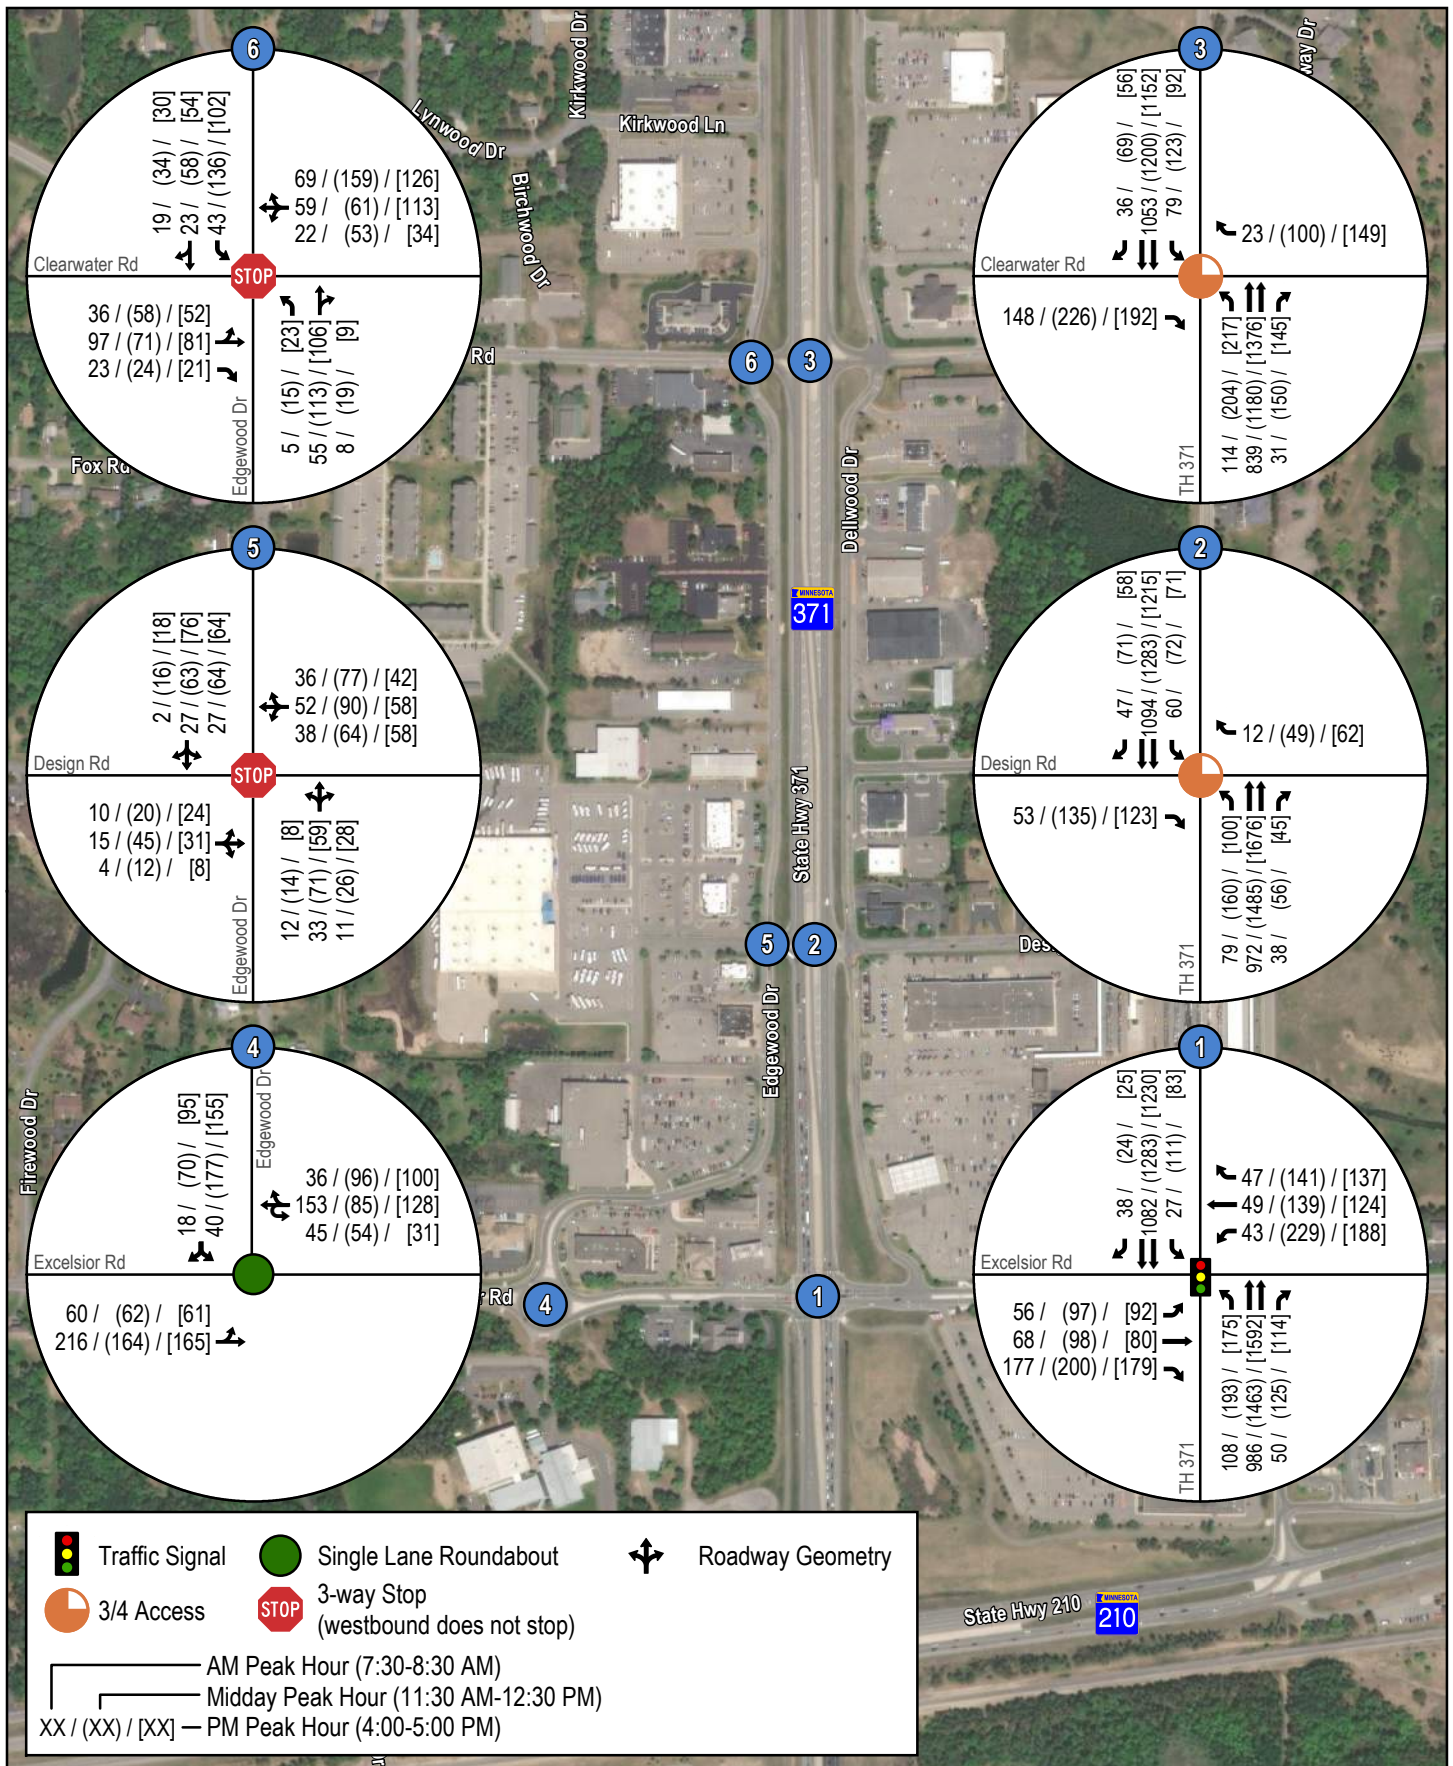 6
19 / (34) / [30]
23 / (58) / [54]
43 / (136) / [102]
69 / (159) / [126]
59 / (61) / [113]
22 / (53) / [34]
Clearwater Rd
STOP
36 / (58) / [52]
97 / (71) / [81]
23 / (24) / [21]
5 / (15) / [23]
55 / (113) / [106]
8 / (19) / [9]
Edgewood Dr
Kirkwood Dr
Kirkwood Ln
Lynwood Dr
Birchwood Dr
way Dr
Rd
Fox Rd
6
3
3
36 / (69) / [56]
1053 / (1200) / [1152]
79 / (123) / [92]
23 / (100) / [149]
Clearwater Rd
148 / (226) / [192]
114 / (204) / [217]
839 / (1180) / [1376]
31 / (150) / [145]
TH 371
Dellwood Dr
MINNESOTA
371
State Hwy 371
5
2 / (16) / [18]
27 / (63) / [76]
27 / (64) / [64]
36 / (77) / [42]
52 / (90) / [58]
38 / (64) / [58]
Design Rd
STOP
10 / (20) / [24]
15 / (45) / [31]
4 / (12) / [8]
12 / (14) / [8]
33 / (71) / [59]
11 / (26) / [28]
Edgewood Dr
2
47 / (71) / [58]
1094 / (1283) / [1215]
60 / (72) / [71]
12 / (49) / [62]
Design Rd
53 / (135) / [123]
79 / (160) / [100]
972 / (1485) / [1676]
38 / (56) / [45]
TH 371
5
2
Des
Edgewood Dr
Firewood Dr
4
Edgewood Dr
18 / (70) / [95]
40 / (177) / [155]
36 / (96) / [100]
153 / (85) / [128]
45 / (54) / [31]
Excelsior Rd
60 / (62) / [61]
216 / (164) / [165]
r Rd
4
1
1
38 / (24) / [25]
1082 / (1283) / [1230]
27 / (111) / [83]
47 / (141) / [137]
49 / (139) / [124]
43 / (229) / [188]
Excelsior Rd
56 / (97) / [92]
68 / (98) / [80]
177 / (200) / [179]
108 / (193) / [175]
986 / (1463) / [1592]
50 / (125) / [114]
TH 371
Traffic Signal
Single Lane Roundabout
Roadway Geometry
3/4 Access
STOP
3-way Stop
(westbound does not stop)
AM Peak Hour (7:30-8:30 AM)
Midday Peak Hour (11:30 AM-12:30 PM)
XX / (XX) / [XX]
PM Peak Hour (4:00-5:00 PM)
State Hwy 210
MINNESOTA
210